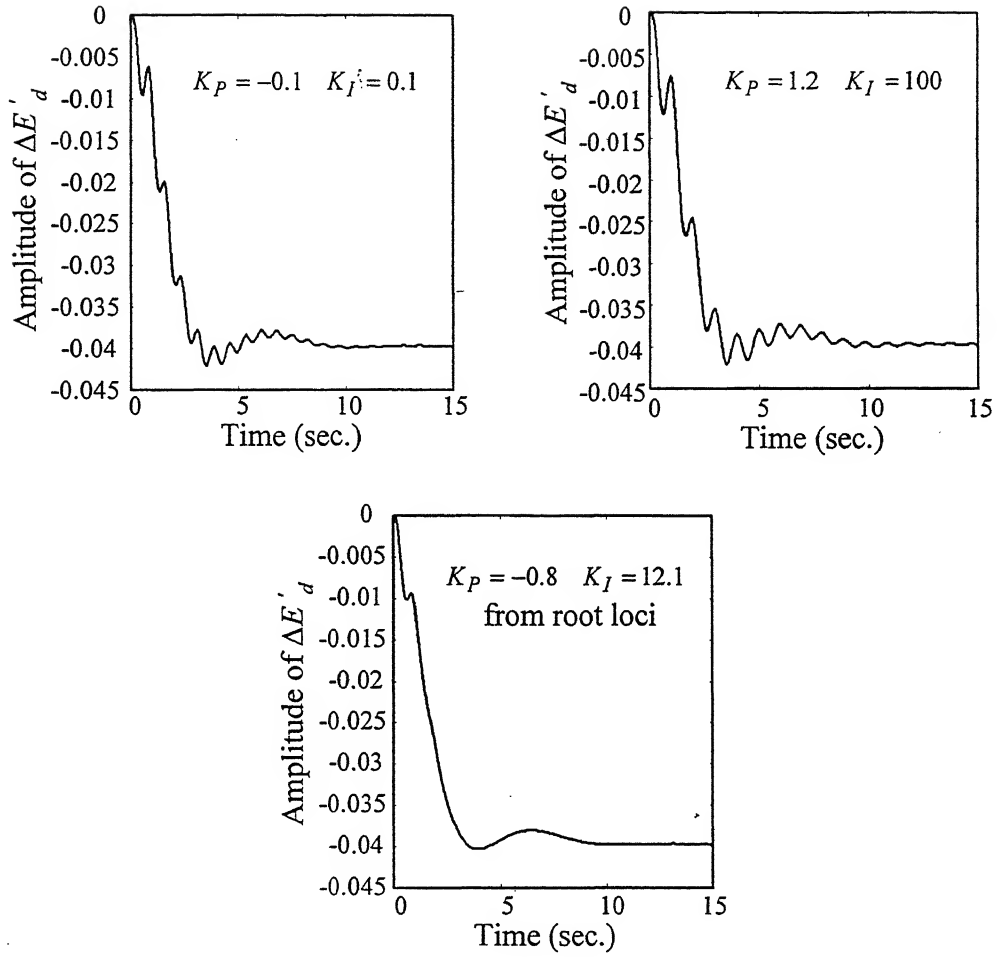 0
-0.005
-0.01
-0.015
-0.02
-0.025
-0.03
-0.035
-0.04
-0.045
Amplitude of ΔE'd
K_P = -0.1 K_I = 0.1
0 5 10 15
Time (sec.)
0
-0.005
-0.01
-0.015
-0.02
-0.025
-0.03
-0.035
-0.04
-0.045
Amplitude of ΔE'd
K_P = 1.2 K_I = 100
0 5 10 15
Time (sec.)
0
-0.005
-0.01
-0.015
-0.02
-0.025
-0.03
-0.035
-0.04
-0.045
Amplitude of ΔE'd
K_P = -0.8 K_I = 12.1
from root loci
0 5 10 15
Time (sec.)